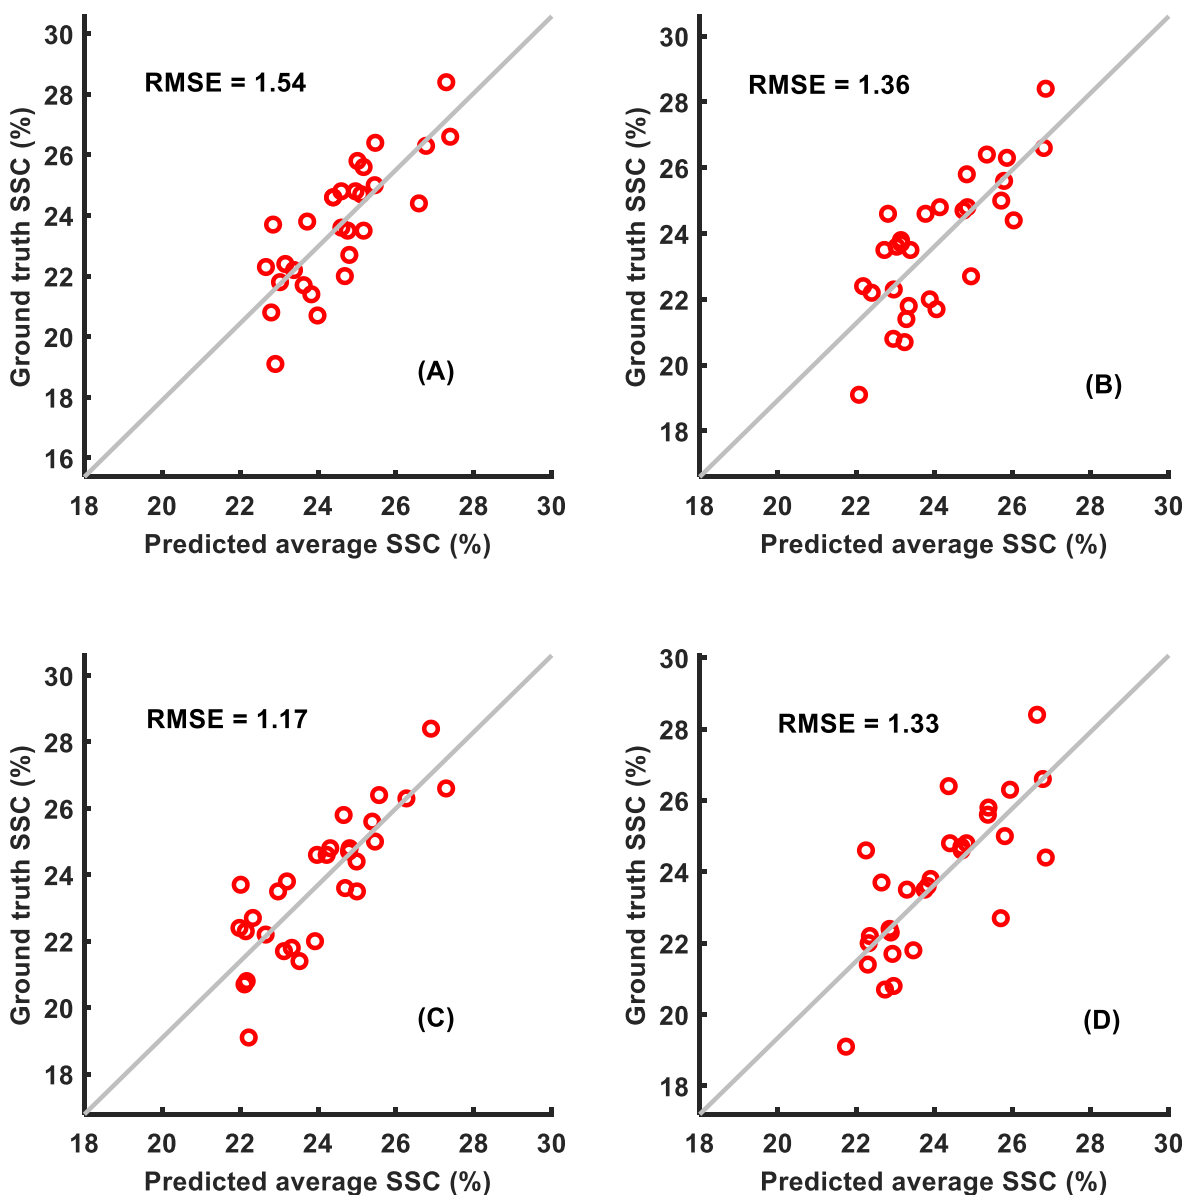 RMSE = 1.54
(A)
Ground truth SSC (%)
30
28
26
24
22
20
18
16
18 20 22 24 26 28 30
Predicted average SSC (%)
RMSE = 1.36
(B)
Ground truth SSC (%)
30
28
26
24
22
20
18
18 20 22 24 26 28 30
Predicted average SSC (%)
RMSE = 1.17
(C)
Ground truth SSC (%)
30
28
26
24
22
20
18
18 20 22 24 26 28 30
Predicted average SSC (%)
RMSE = 1.33
(D)
Ground truth SSC (%)
30
28
26
24
22
20
18
18 20 22 24 26 28 30
Predicted average SSC (%)